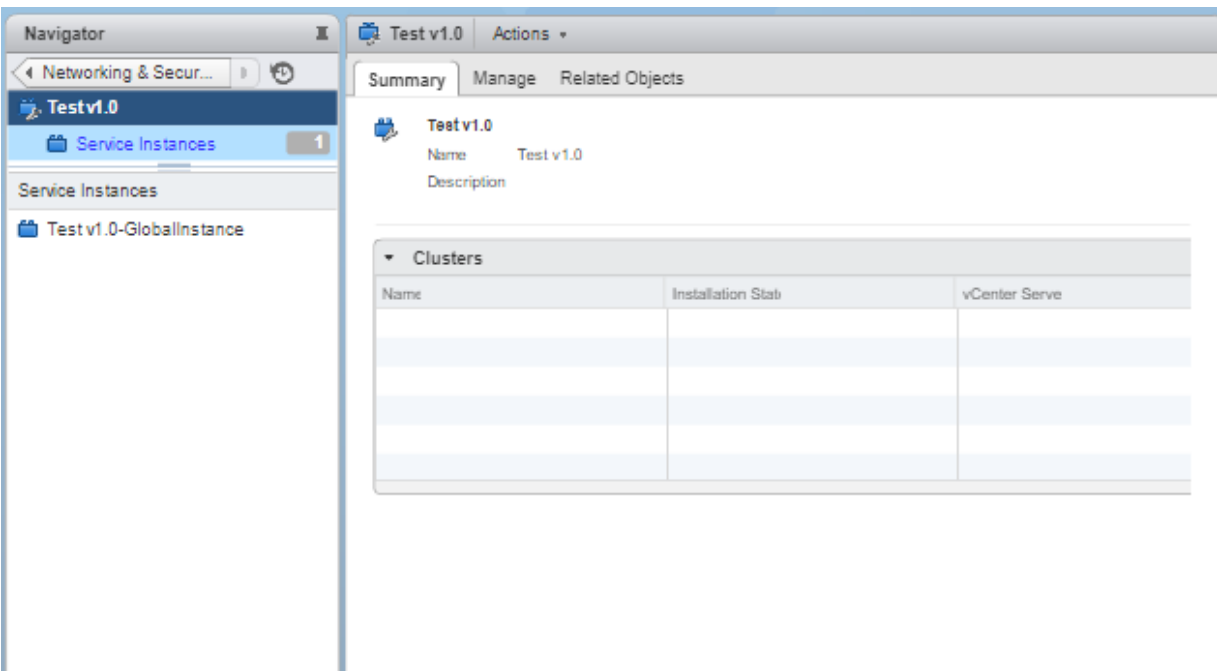 Navigator
Networking & Secur...
Test v1.0
Service Instances 1
Service Instances
Test v1.0-GlobalInstance
Test v1.0 Actions
Summary Manage Related Objects
Test v1.0
Name Test v1.0
Description
Clusters
Name Installation Stat vCenter Serve